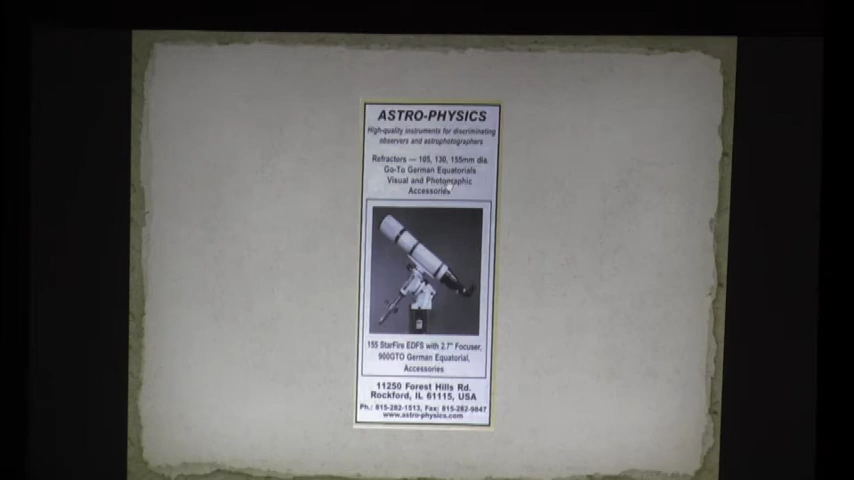 ASTRO-PHYSICS
High-quality instruments for discriminating
observers and astrophotographers
Refractors — 105, 130, 155mm dia.
Go-To German Equatorials
Visual and Photographic
Accessories
155 StarFire EDFS with 2.7" Focuser,
900GTO German Equatorial,
Accessories
11250 Forest Hills Rd.
Rockford, IL 61115, USA
Ph.: 815-282-1513, Fax: 815-282-9847
www.astro-physics.com